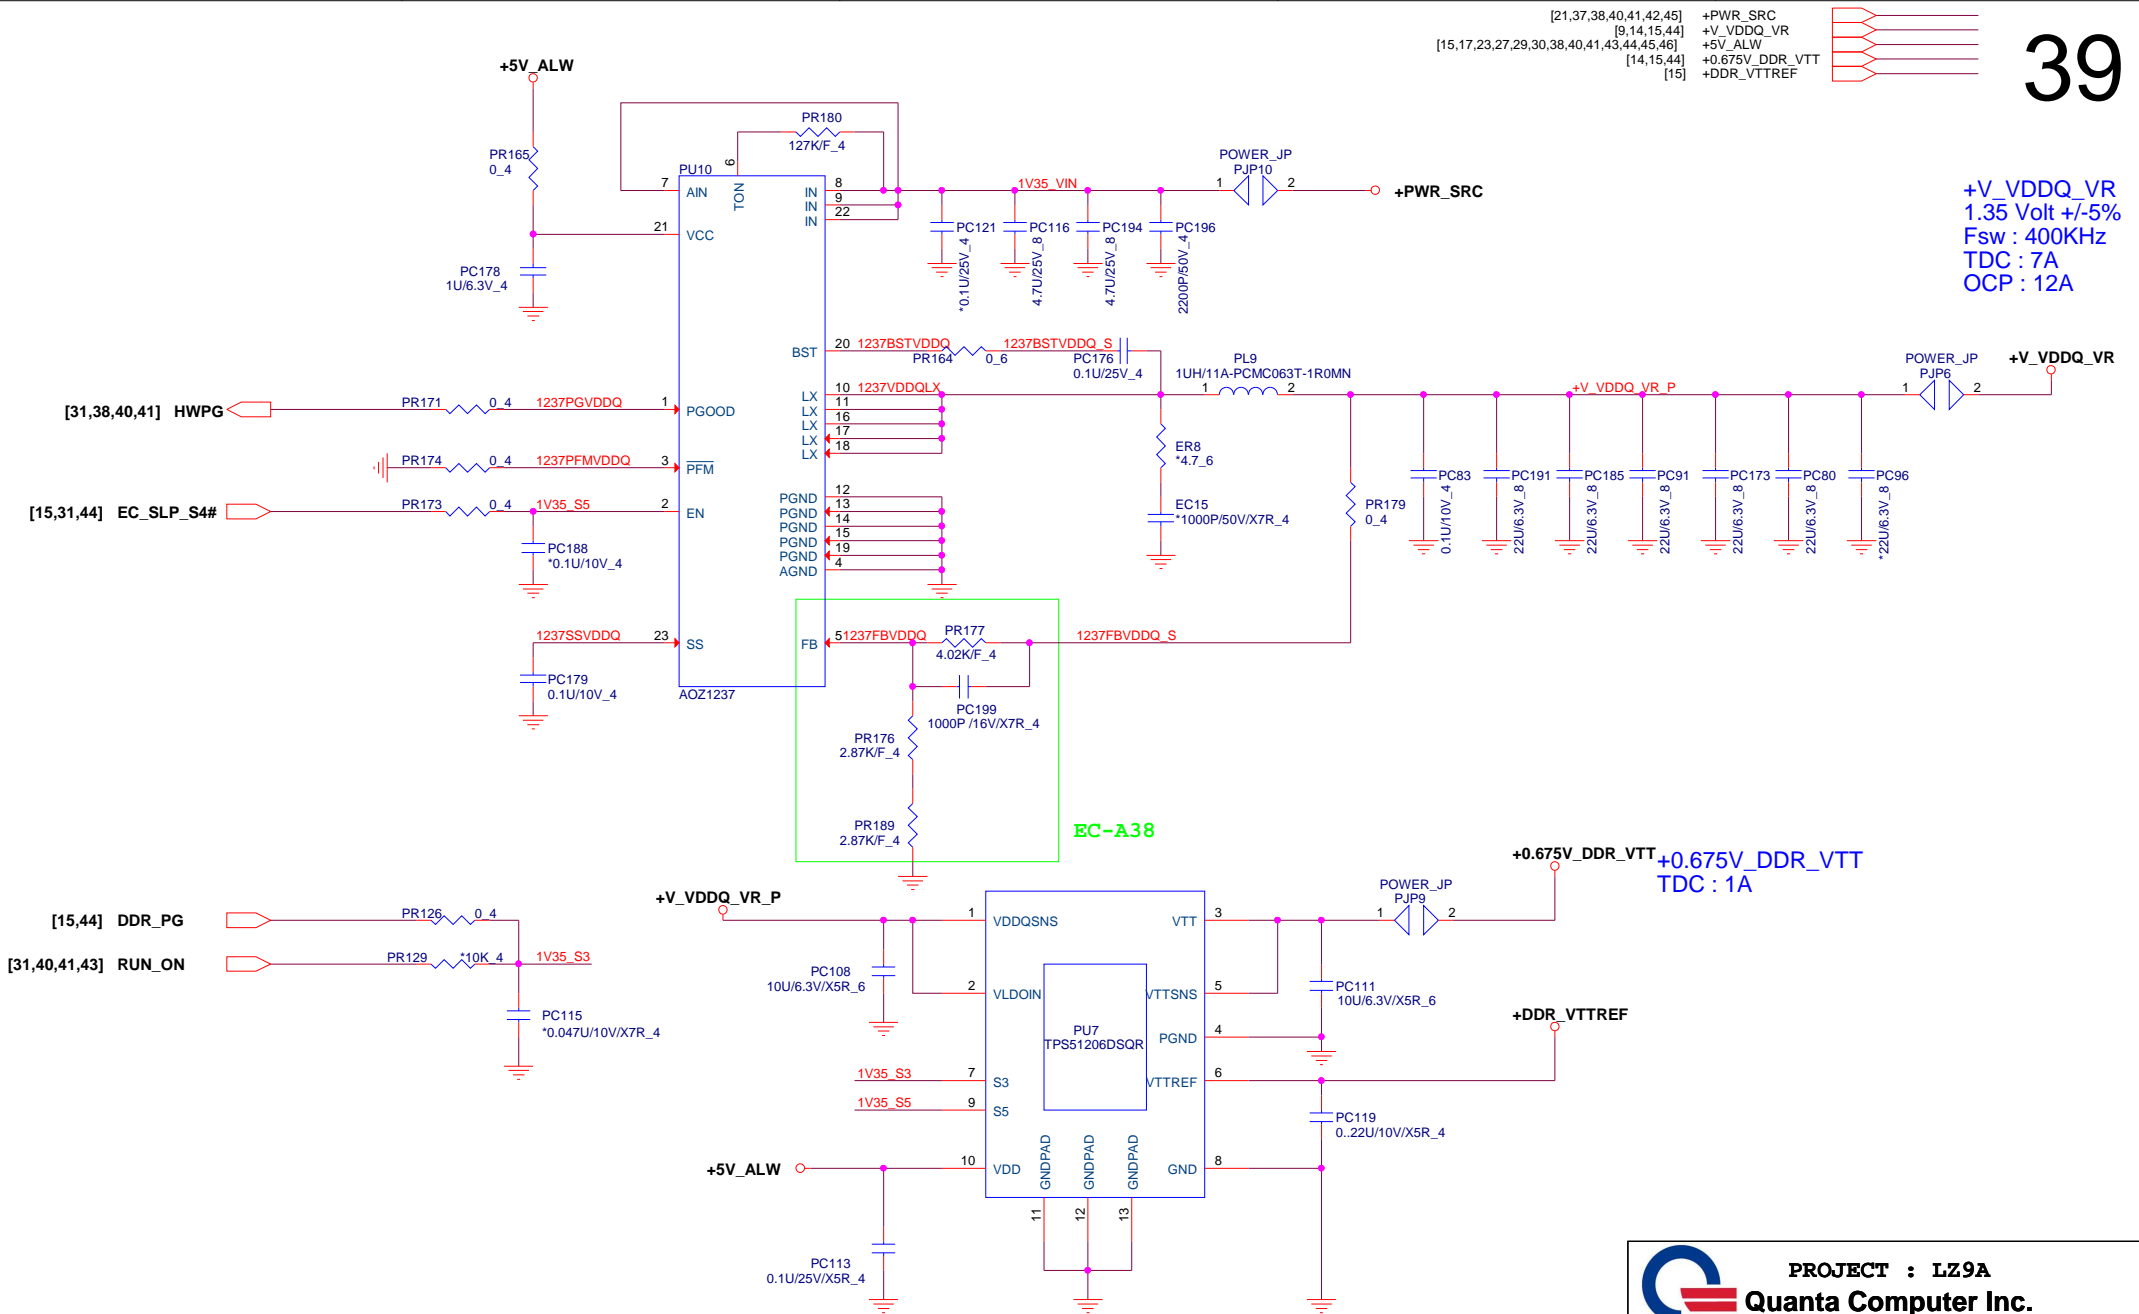 [21,37,38,40,41,42,45] +PWR_SRC
[9,14,15,44] +V_VDDQ_VR
[15,17,23,27,29,30,38,40,41,43,44,45,46] +5V_ALW
[14,15,44] +0.675V_DDR_VTT
[15] +DDR_VTTREF
39
+V_VDDQ_VR
1.35 Volt +/-5%
Fsw : 400KHz
TDC : 7A
OCP : 12A
+5V_ALW
PR165
0_4
PC178
1U/6.3V_4
PR180
127K/F_4
PU10
6
TON
7 AIN
21 VCC
IN 8
IN 9
IN 22
1V35_VIN
POWER_JP
PJP10
1 2
+PWR_SRC
PC121
*0.1U/25V_4
PC116
4.7U/25V_8
PC194
4.7U/25V_8
PC196
2200P/50V_4
BST 20 1237BSTVDDQ
PR164 0_6
1237BSTVDDQ_S
PC176
0.1U/25V_4
LX 10 1237VDDQLX
LX 11
LX 16
LX 17
LX 18
PL9
1UH/11A-PCMC063T-1R0MN
1 2
+V_VDDQ_VR_P
POWER_JP
PJP6
1 2
+V_VDDQ_VR
[31,38,40,41] HWPG
PR171 0_4 1237PGVDDQ 1 PGOOD
PR174 0_4 1237PFMVDDQ 3 PFM
[15,31,44] EC_SLP_S4#
PR173 0_4 1V35_S5 2 EN
PC188
*0.1U/10V_4
PGND 12
PGND 13
PGND 14
PGND 15
PGND 19
AGND 4
ER8
*4.7_6
EC15
*1000P/50V/X7R_4
PR179
0_4
PC83
0.1U/10V_4
PC191
22U/6.3V_8
PC185
22U/6.3V_8
PC91
22U/6.3V_8
PC173
22U/6.3V_8
PC80
22U/6.3V_8
PC96
*22U/6.3V_8
1237SSVDDQ 23 SS
PC179
0.1U/10V_4
AOZ1237
FB 5 1237FBVDDQ
PR177
4.02K/F_4
1237FBVDDQ_S
PC199
1000P /16V/X7R_4
PR176
2.87K/F_4
PR189
2.87K/F_4
EC-A38
[15,44] DDR_PG
PR126 0_4
[31,40,41,43] RUN_ON
PR129 *10K_4 1V35_S3
PC115
*0.047U/10V/X7R_4
+V_VDDQ_VR_P
PC108
10U/6.3V/X5R_6
1 VDDQSNS
2 VLDOIN
1V35_S3 7 S3
1V35_S5 9 S5
+5V_ALW
10 VDD
PC113
0.1U/25V/X5R_4
PU7
TPS51206DSQR
GNDPAD 11
GNDPAD 12
GNDPAD 13
VTT 3
VTTSNS 5
PGND 4
VTTREF 6
GND 8
POWER_JP
PJP9
1 2
+0.675V_DDR_VTT
+0.675V_DDR_VTT
TDC : 1A
PC111
10U/6.3V/X5R_6
+DDR_VTTREF
PC119
0..22U/10V/X5R_4
PROJECT : LZ9A
Quanta Computer Inc.